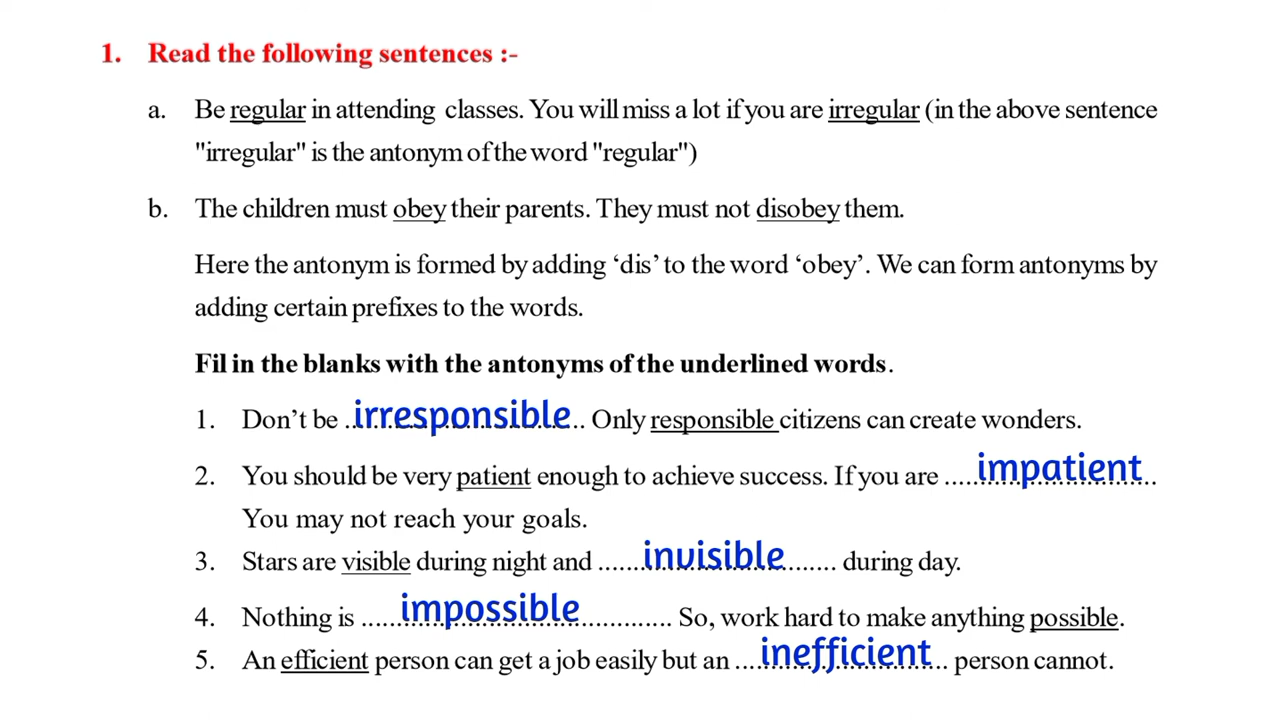 1. Read the following sentences :-
a. Be regular in attending classes. You will miss a lot if you are irregular (in the above sentence
"irregular" is the antonym of the word "regular")
b. The children must obey their parents. They must not disobey them.
Here the antonym is formed by adding ‘dis’ to the word ‘obey’. We can form antonyms by
adding certain prefixes to the words.
Fil in the blanks with the antonyms of the underlined words.
1. Don’t be ..irresponsible.. Only responsible citizens can create wonders.
2. You should be very patient enough to achieve success. If you are ....impatient..
You may not reach your goals.
3. Stars are visible during night and ......invisible...... during day.
4. Nothing is .....impossible............. So, work hard to make anything possible.
5. An efficient person can get a job easily but an ...inefficient.. person cannot.